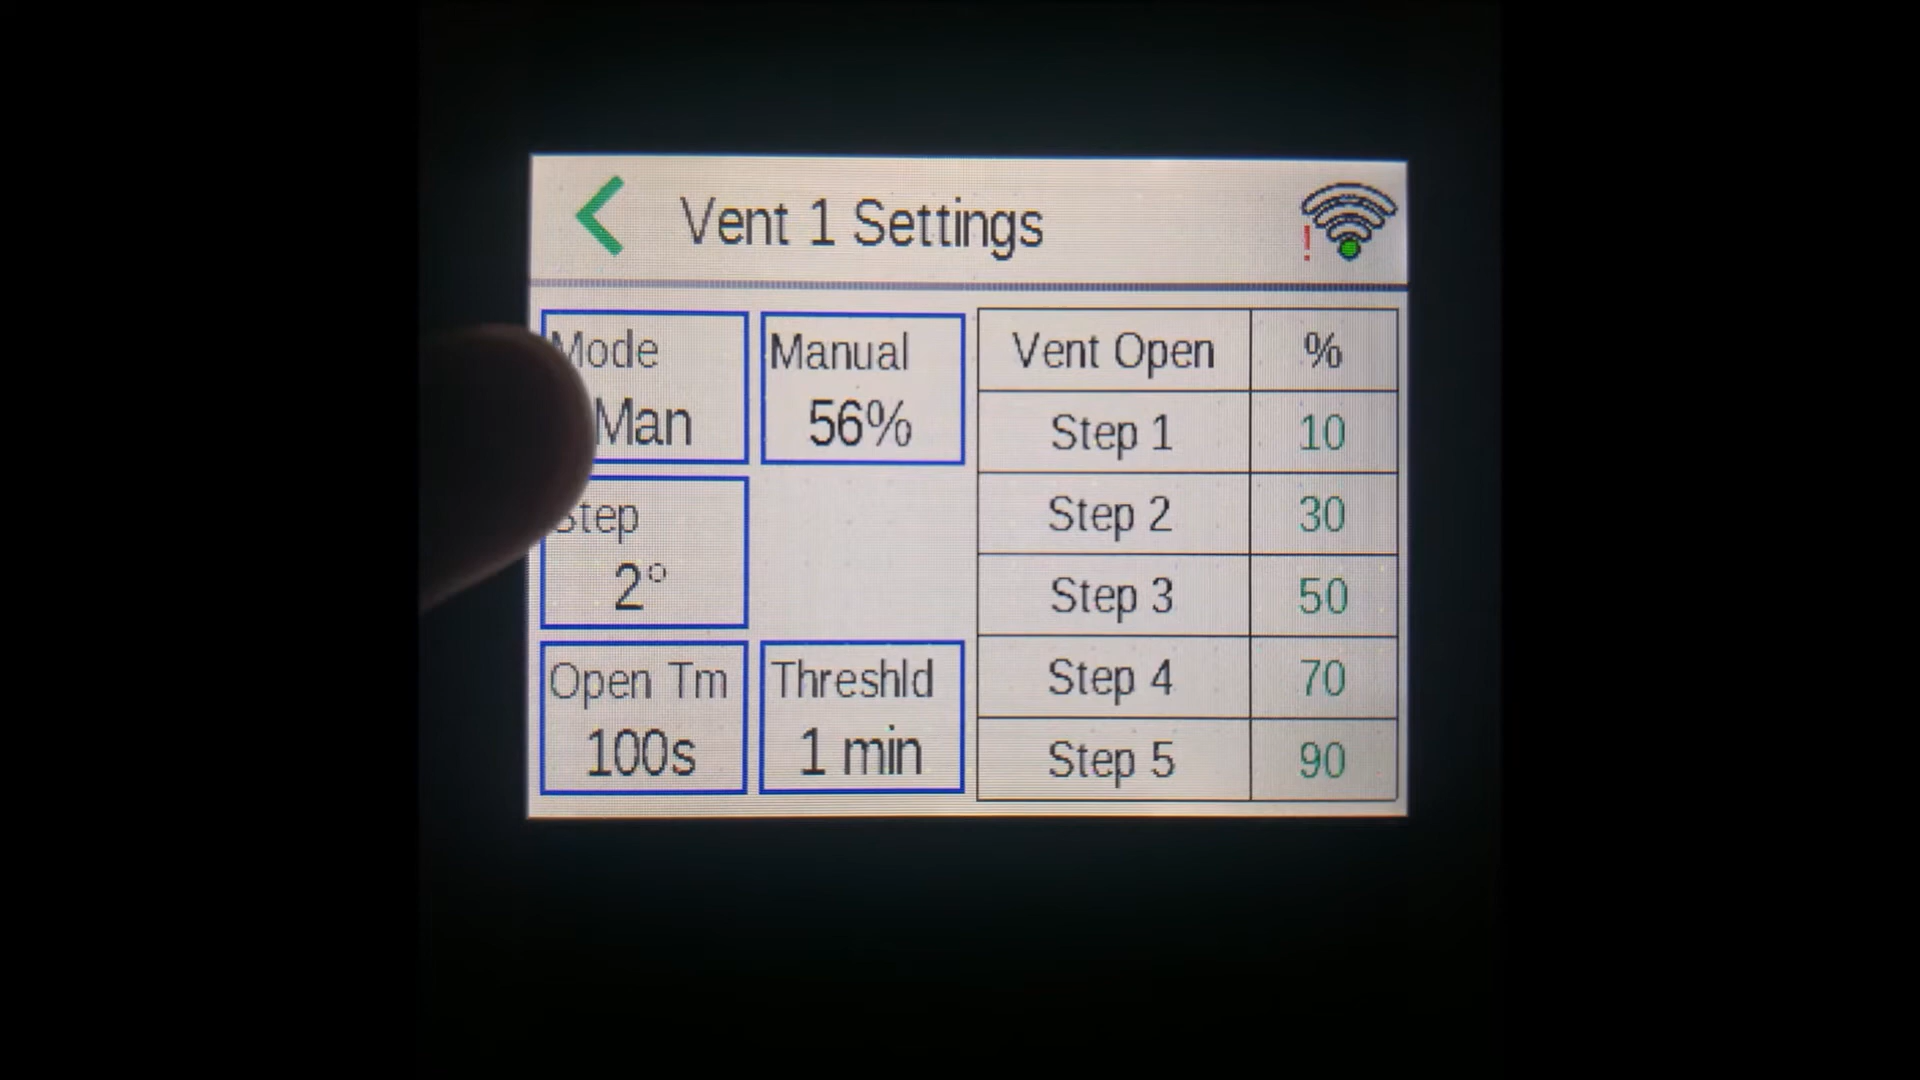 Vent 1 Settings
!
Mode
Man
Manual
56%
Step
2°
Open Tm
100s
Threshld
1 min
Vent Open %
Step 1 10
Step 2 30
Step 3 50
Step 4 70
Step 5 90